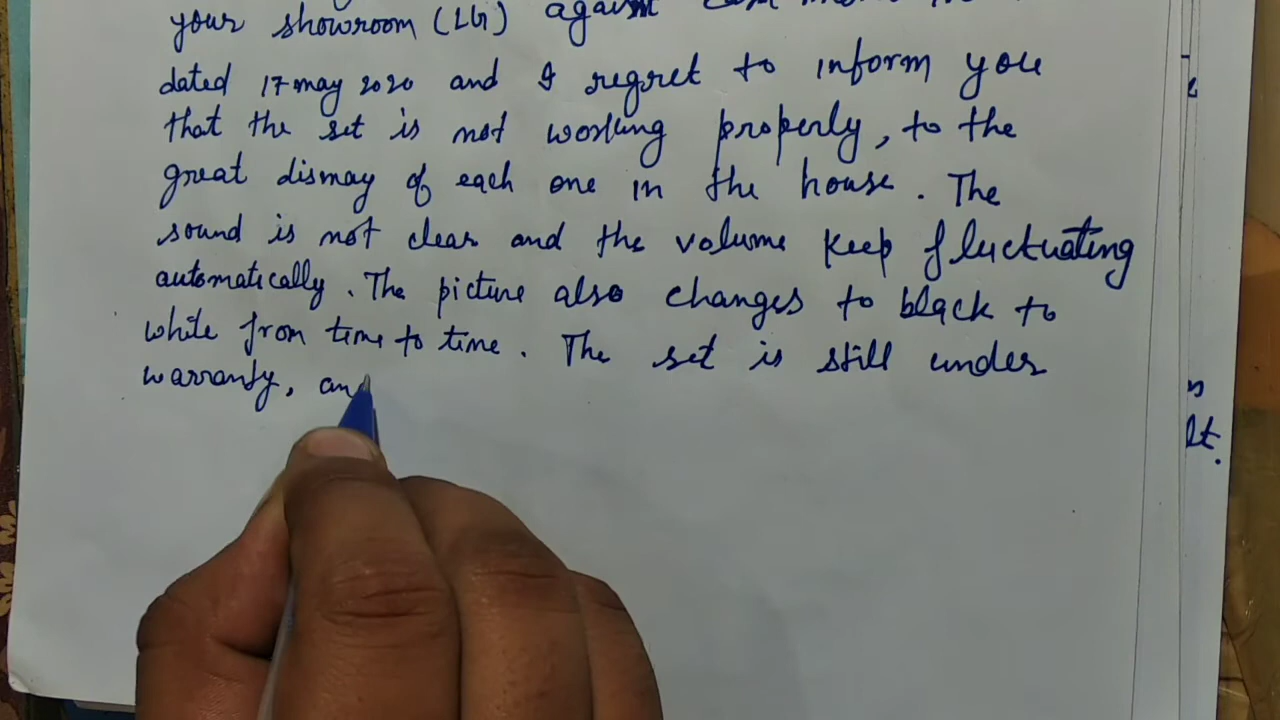 your showroom (LG) against
dated 17 may 2020 and I regret to inform you
that the set is not working properly, to the
great dismay of each one in the house. The
sound is not clear and the volume keep fluctuating
automatically. The picture also changes to black to
white from time to time. The set is still under
warranty, and
lt.